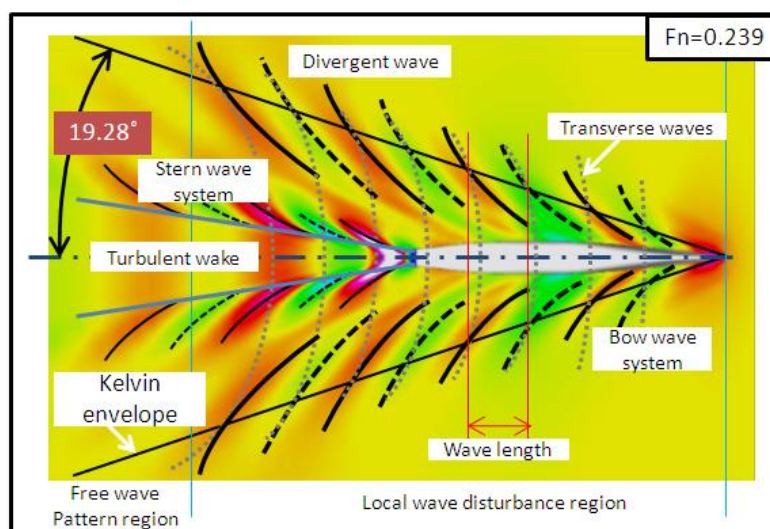 Fn=0.239
Divergent wave
19.28°
Transverse waves
Stern wave
system
Turbulent wake
Bow wave
system
Kelvin
envelope
Wave length
Free wave
Pattern region
Local wave disturbance region